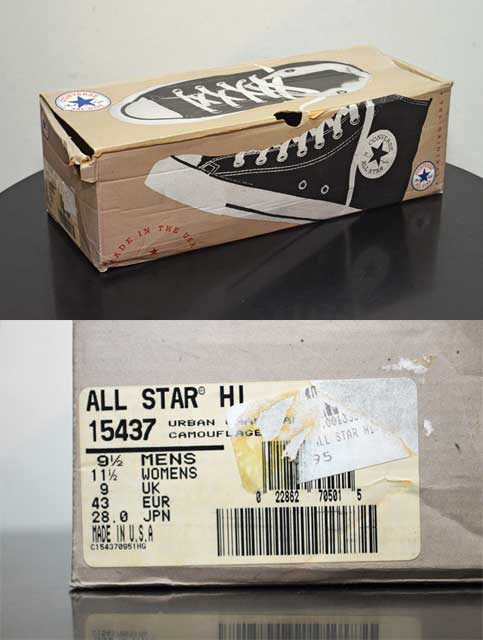 CONVERSE
CONVERSE
ALL STAR
MADE IN THE USA
ALL STAR® HI
15437 URBAN
CAMOUFLAGE
9½ MENS
11½ WOMENS
9 UK
43 EUR
28.0 JPN
MADE IN U.S.A
C154370951HG
ALL STAR HI
95
0 22862 70501 5